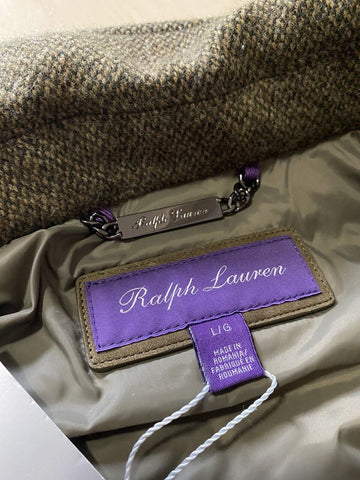 Ralph Lauren
Ralph Lauren
L/G
MADE IN
ROMANIA/
FABRIQUÉ EN
ROUMANIE